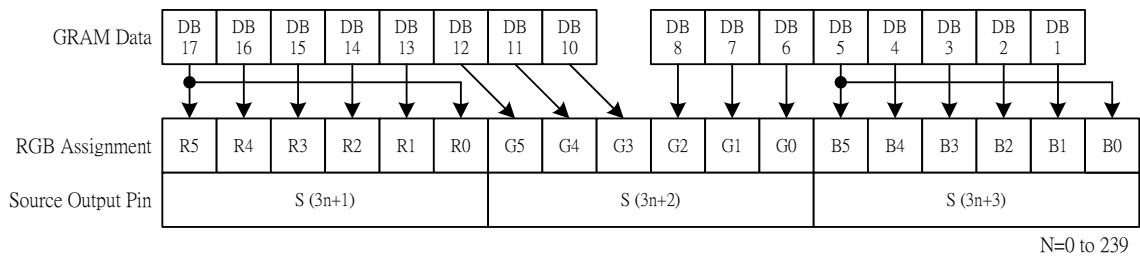 GRAM Data DB 17 DB 16 DB 15 DB 14 DB 13 DB 12 DB 11 DB 10 DB 8 DB 7 DB 6 DB 5 DB 4 DB 3 DB 2 DB 1
RGB Assignment R5 R4 R3 R2 R1 R0 G5 G4 G3 G2 G1 G0 B5 B4 B3 B2 B1 B0
Source Output Pin S (3n+1) S (3n+2) S (3n+3)
N=0 to 239